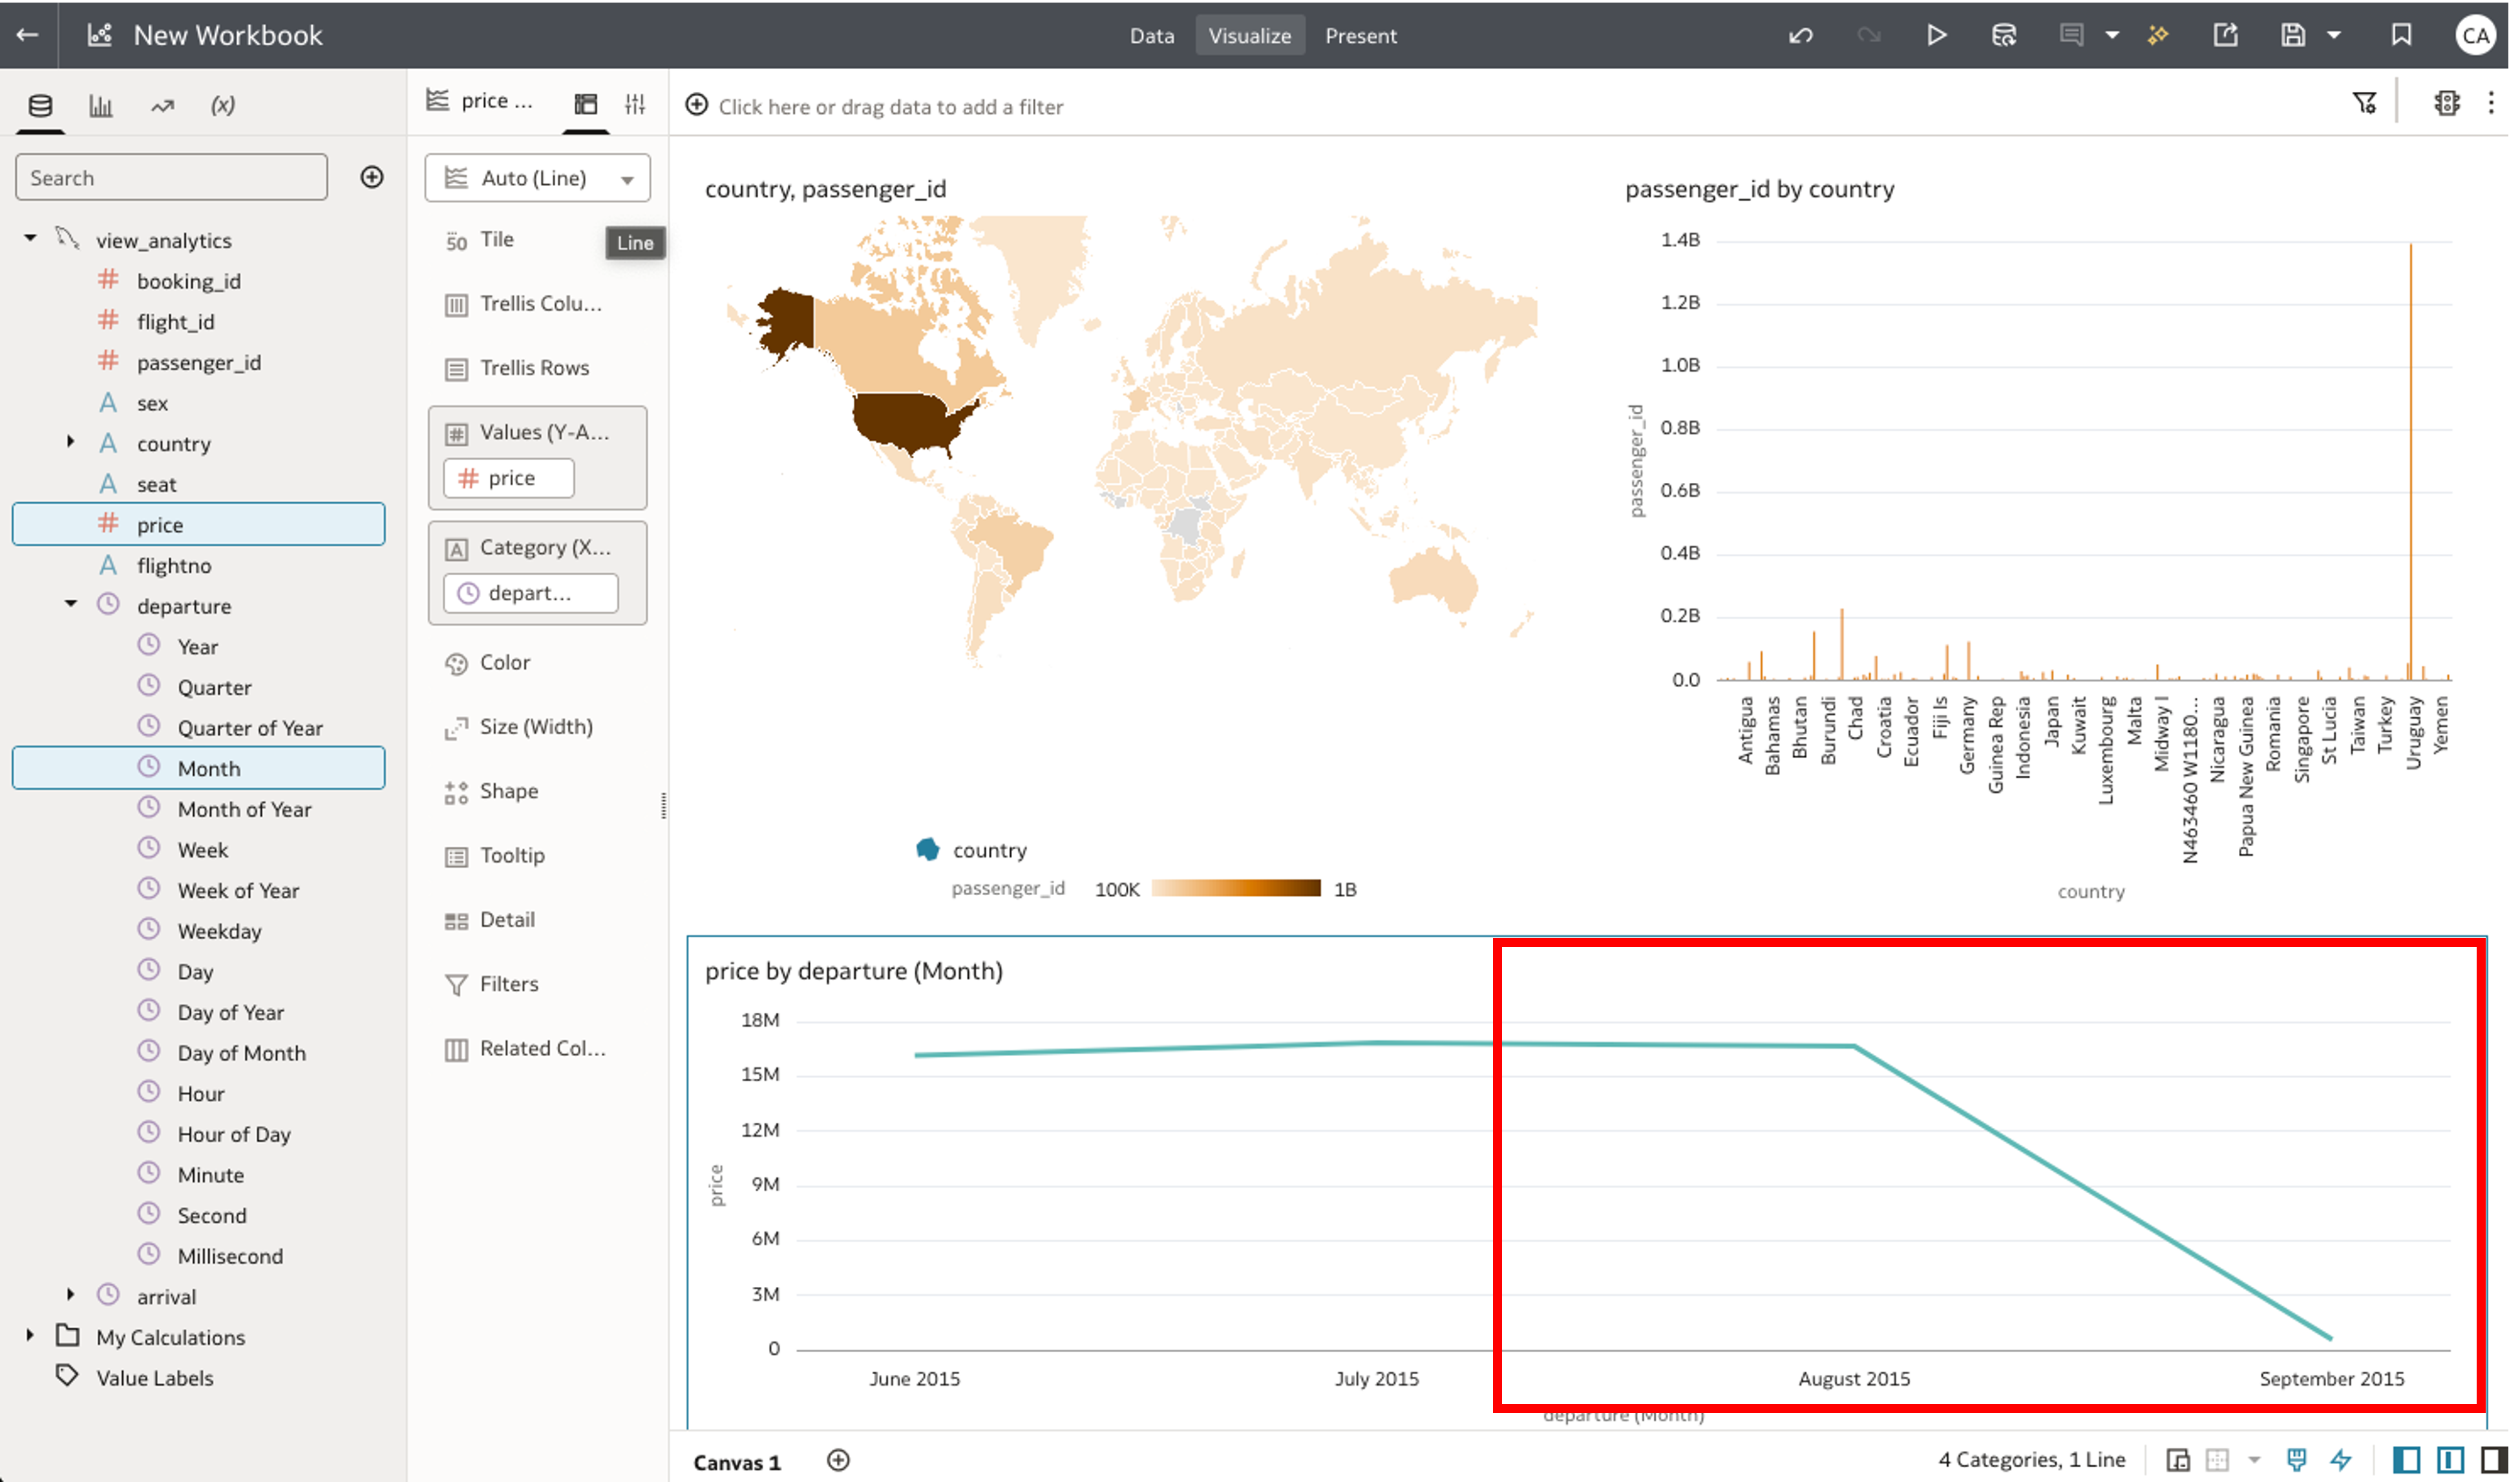 New Workbook
Data
Visualize
Present
CA
(x)
price ...
Click here or drag data to add a filter
Search
view_analytics
booking_id
flight_id
passenger_id
sex
country
seat
price
flightno
departure
Year
Quarter
Quarter of Year
Month
Month of Year
Week
Week of Year
Weekday
Day
Day of Year
Day of Month
Hour
Hour of Day
Minute
Second
Millisecond
arrival
My Calculations
Value Labels
Auto (Line)
50 Tile
Line
Trellis Colu...
Trellis Rows
Values (Y-A...
price
Category (X...
depart...
Color
Size (Width)
Shape
Tooltip
Detail
Filters
Related Col...
country, passenger_id
country
passenger_id 100K 1B
passenger_id by country
1.4B
1.2B
1.0B
0.8B
0.6B
0.4B
0.2B
0.0
passenger_id
Antigua
Bahamas
Bhutan
Burundi
Chad
Croatia
Ecuador
Fiji Is
Germany
Guinea Rep
Indonesia
Japan
Kuwait
Luxembourg
Malta
Midway I
N463460 W1180...
Nicaragua
Papua New Guinea
Romania
Singapore
St Lucia
Taiwan
Turkey
Uruguay
Yemen
country
price by departure (Month)
18M
15M
12M
9M
6M
3M
0
price
June 2015
July 2015
August 2015
September 2015
departure (Month)
Canvas 1
4 Categories, 1 Line